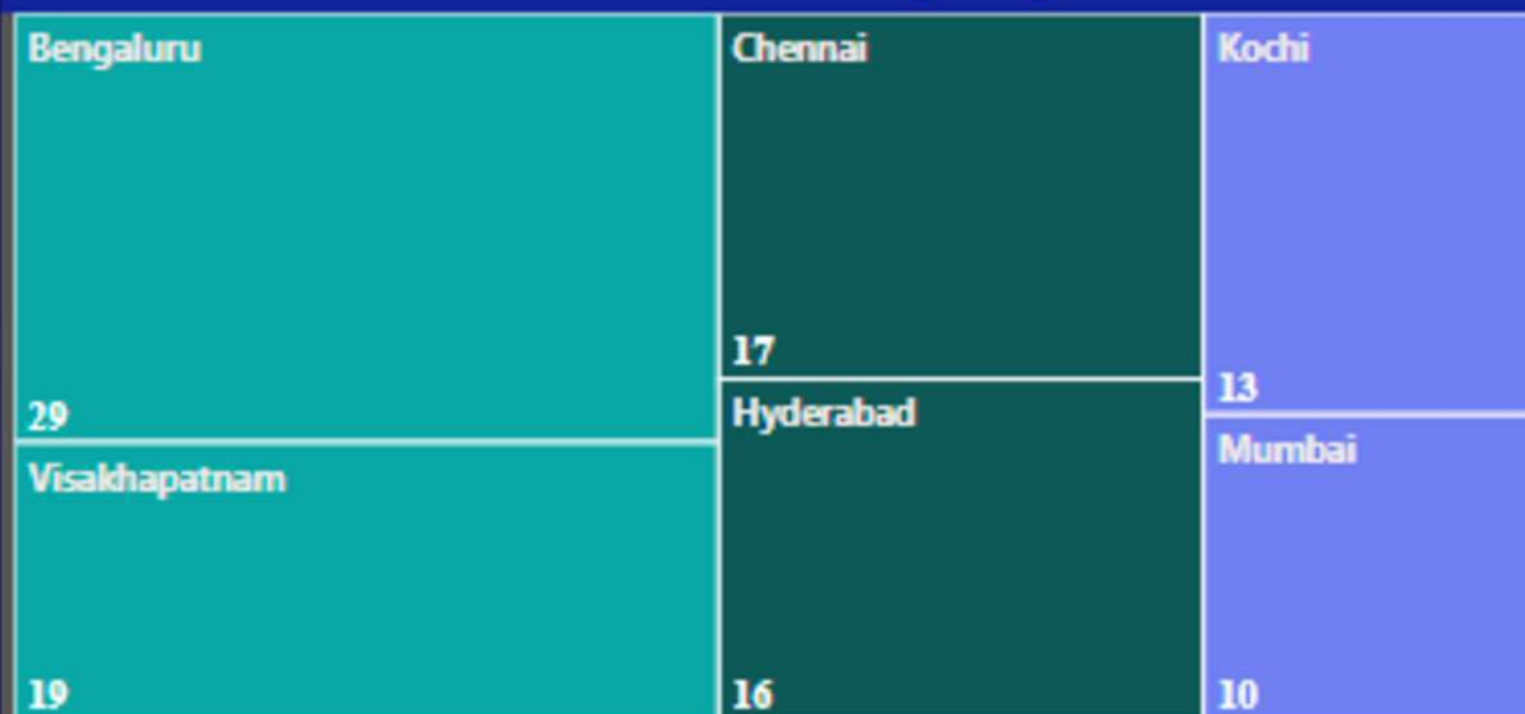 Bengaluru
29
Visakhapatnam
19
Chennai
17
Hyderabad
16
Kochi
13
Mumbai
10